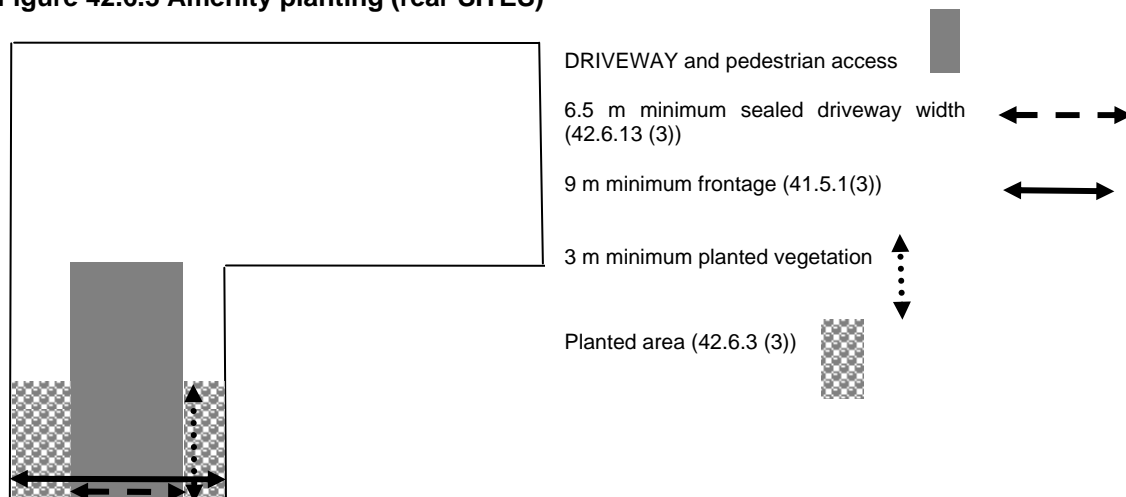 Figure 42.6.3 Amenity planting (rear SITES)
DRIVEWAY and pedestrian access
6.5 m minimum sealed driveway width
(42.6.13 (3))
9 m minimum frontage (41.5.1(3))
3 m minimum planted vegetation
Planted area (42.6.3 (3))